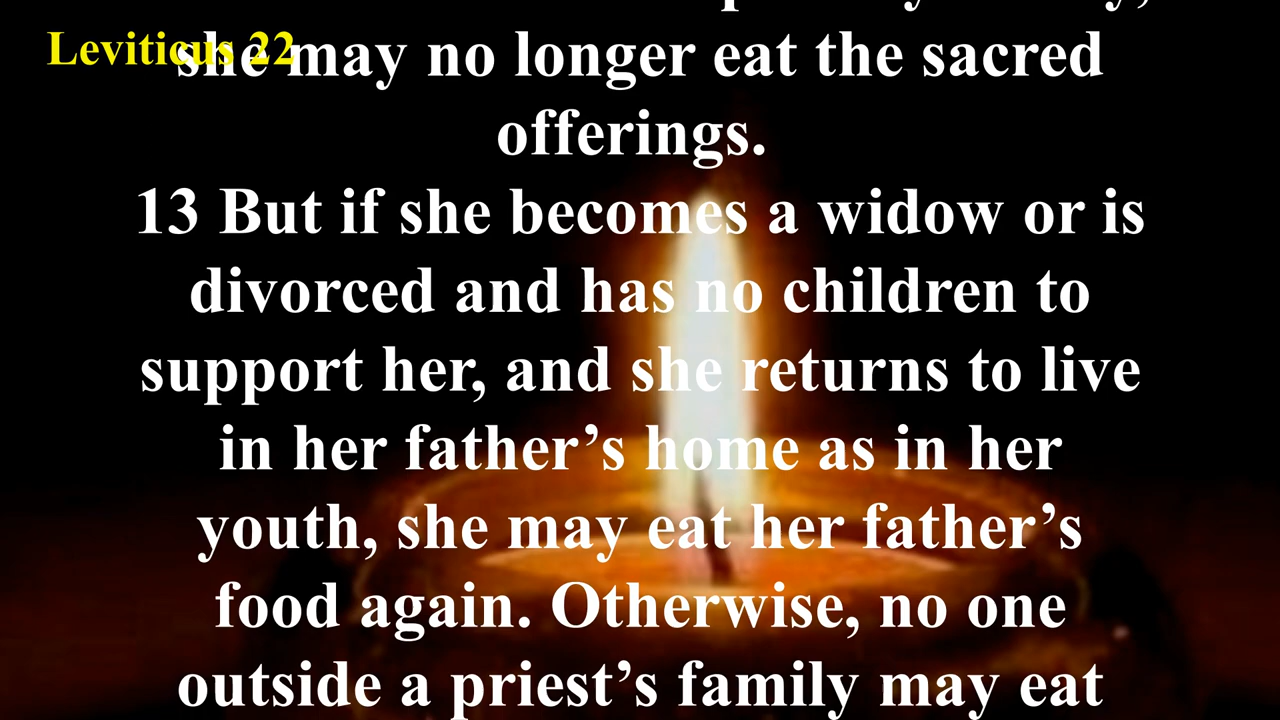 Leviticus 22
she may no longer eat the sacred
offerings.
13 But if she becomes a widow or is
divorced and has no children to
support her, and she returns to live
in her father’s home as in her
youth, she may eat her father’s
food again. Otherwise, no one
outside a priest’s family may eat